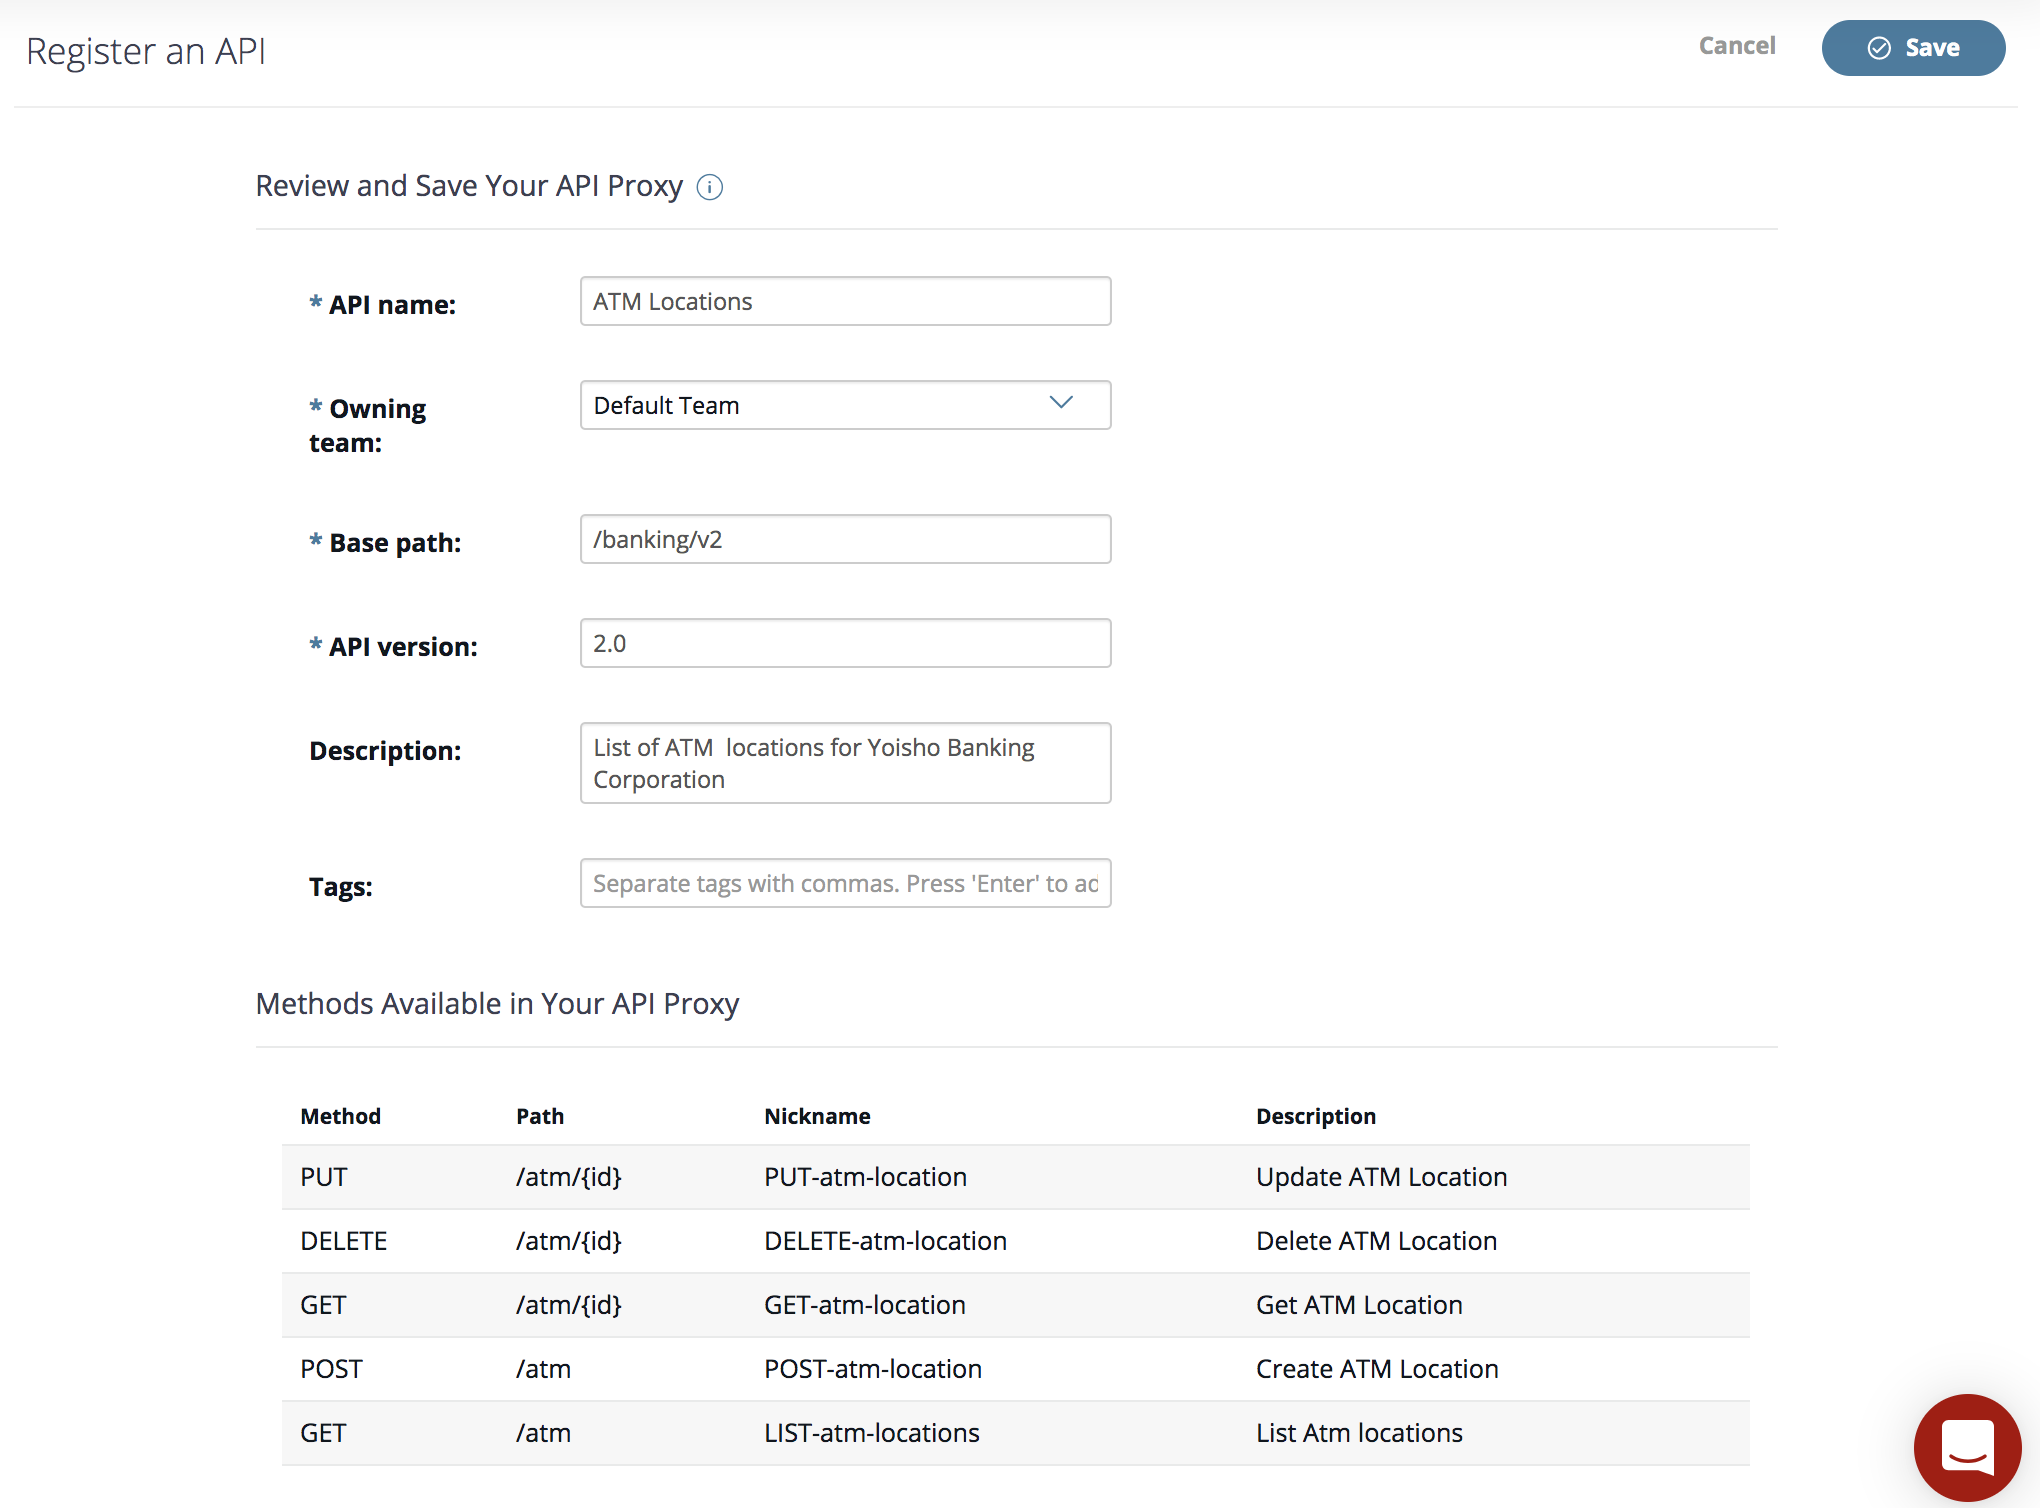 Register an API
Cancel
Save
Review and Save Your API Proxy
* API name:
ATM Locations
* Owning
team:
Default Team
* Base path:
/banking/v2
* API version:
2.0
Description:
List of ATM  locations for Yoisho Banking
Corporation
Tags:
Separate tags with commas. Press 'Enter' to ad
Methods Available in Your API Proxy
Method Path Nickname Description
PUT /atm/{id} PUT-atm-location Update ATM Location
DELETE /atm/{id} DELETE-atm-location Delete ATM Location
GET /atm/{id} GET-atm-location Get ATM Location
POST /atm POST-atm-location Create ATM Location
GET /atm LIST-atm-locations List Atm locations